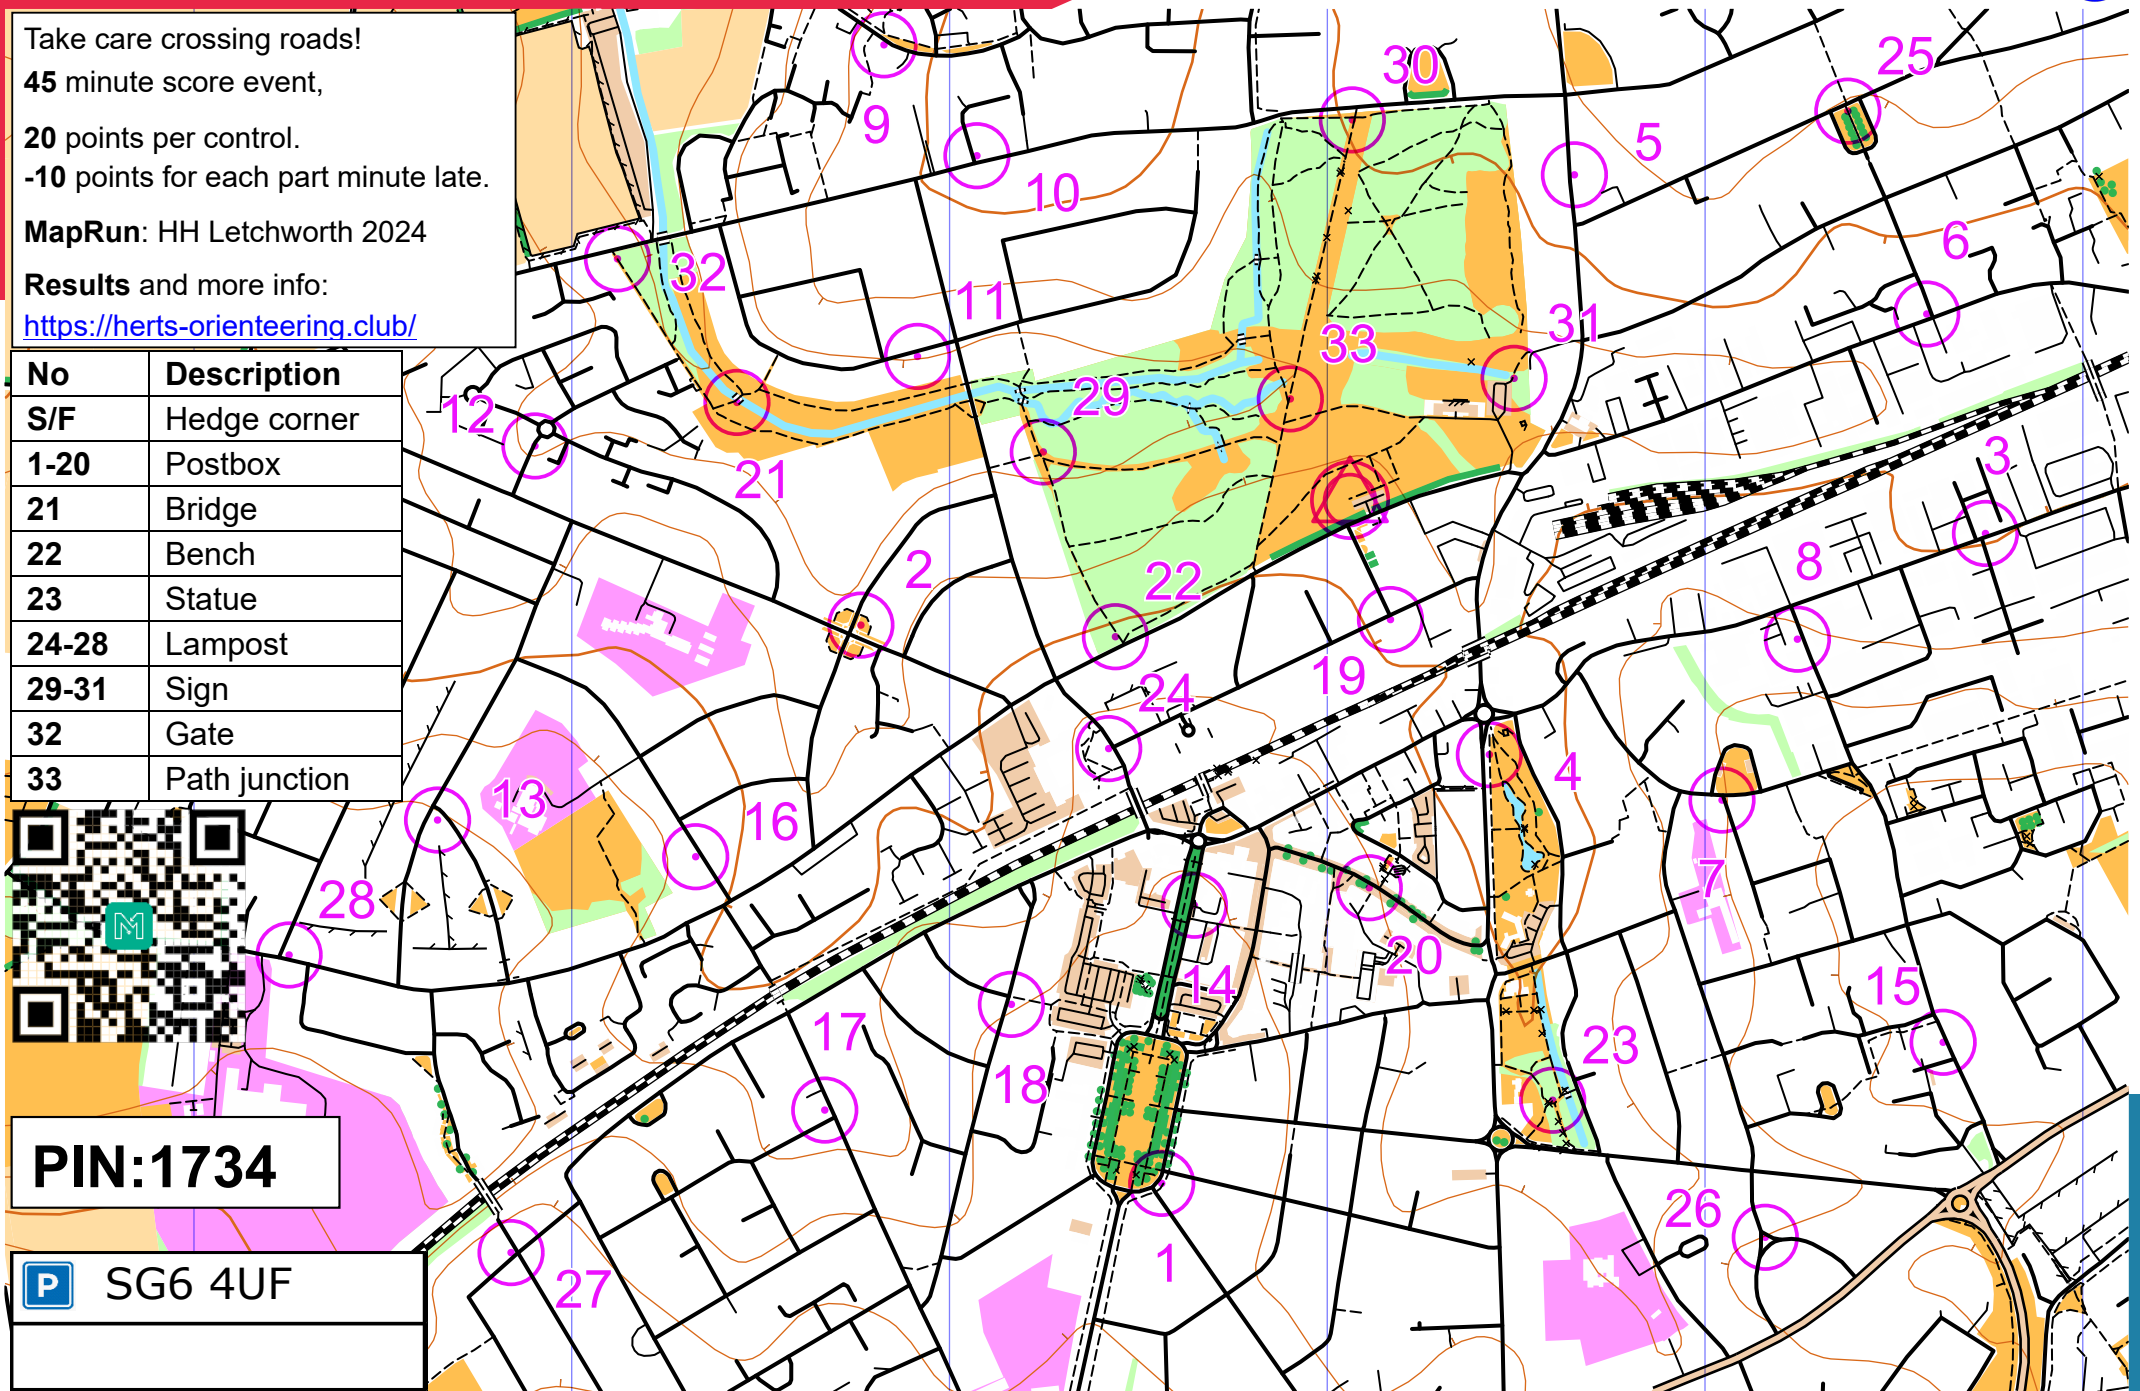 Take care crossing roads!
45 minute score event,
20 points per control.
-10 points for each part minute late.
MapRun: HH Letchworth 2024
Results and more info:
https://herts-orienteering.club/
No Description
S/F Hedge corner
1-20 Postbox
21 Bridge
22 Bench
23 Statue
24-28 Lampost
29-31 Sign
32 Gate
33 Path junction
PIN:1734
P SG6 4UF
30
25
9
5
10
6
32
11
31
33
12
29
3
21
2
8
22
19
24
4
13
16
7
28
20
14
15
17
23
18
26
1
27